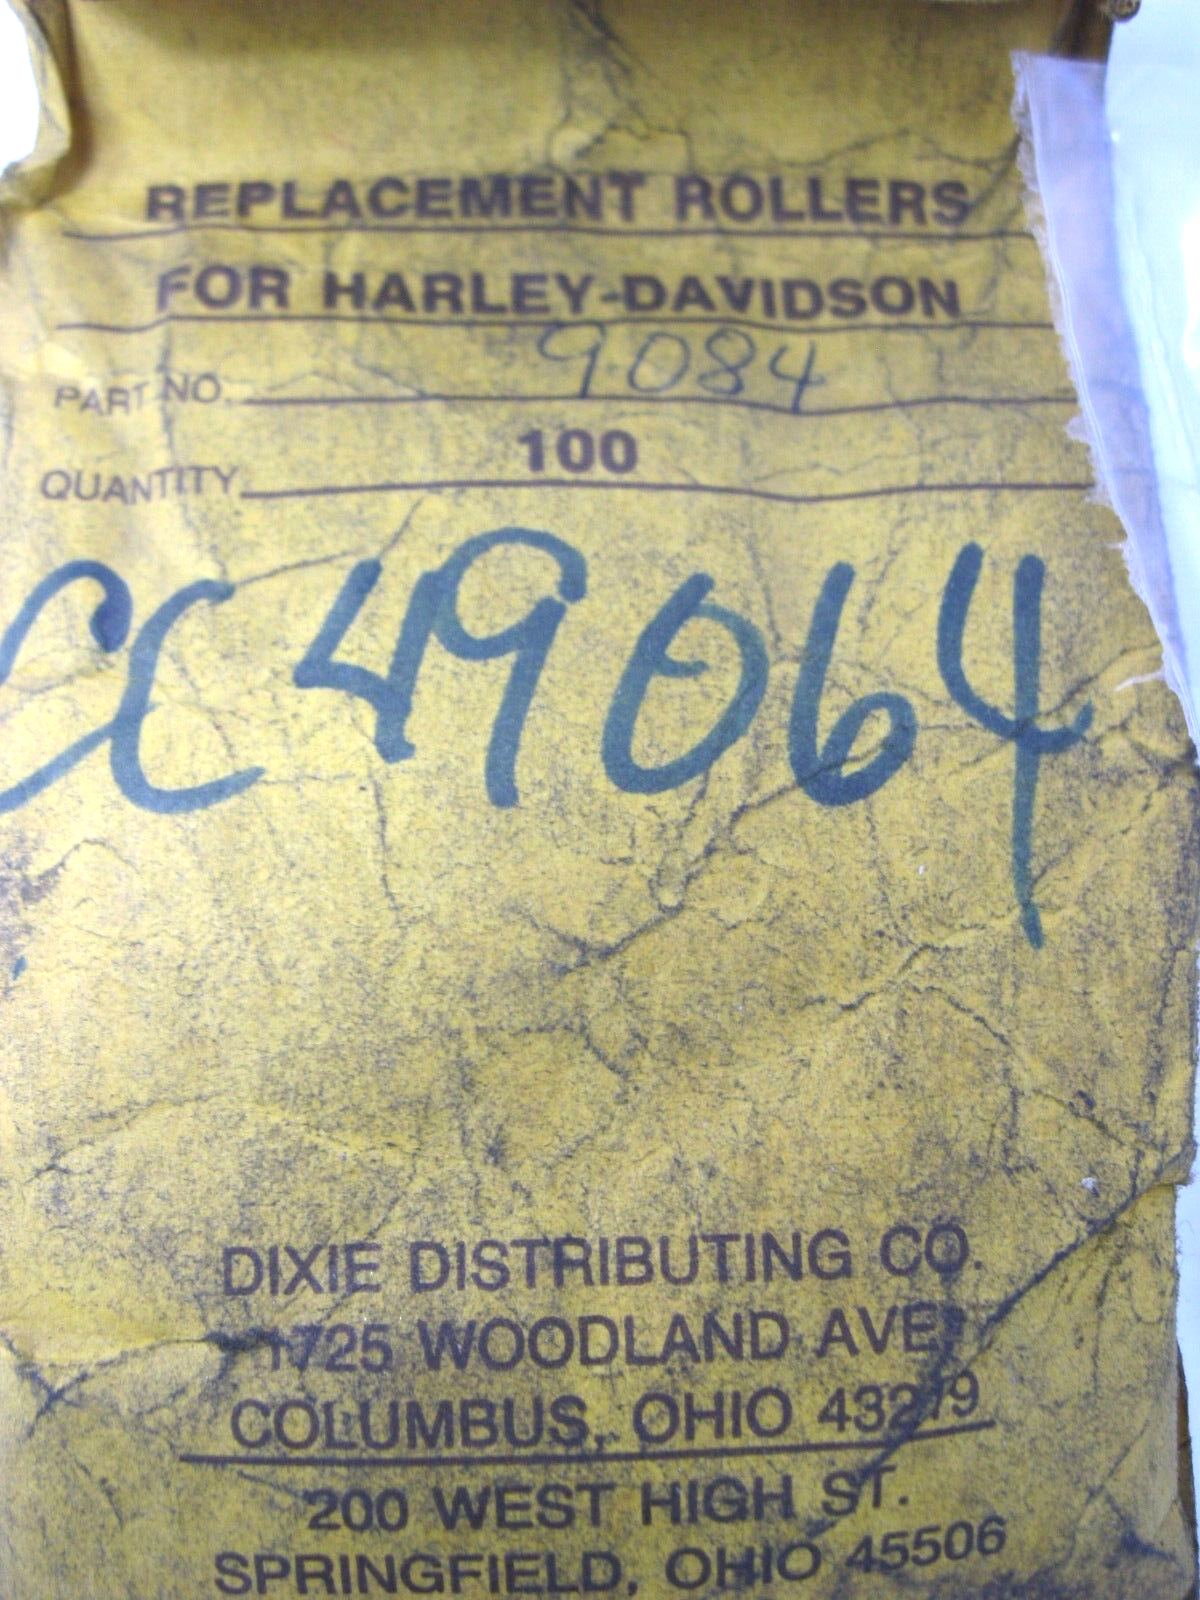 REPLACEMENT ROLLERS
FOR HARLEY-DAVIDSON
PART NO. 9084
QUANTITY 100
CC49064
DIXIE DISTRIBUTING CO.
1725 WOODLAND AVE.
COLUMBUS, OHIO 43219
200 WEST HIGH ST.
SPRINGFIELD, OHIO 45506